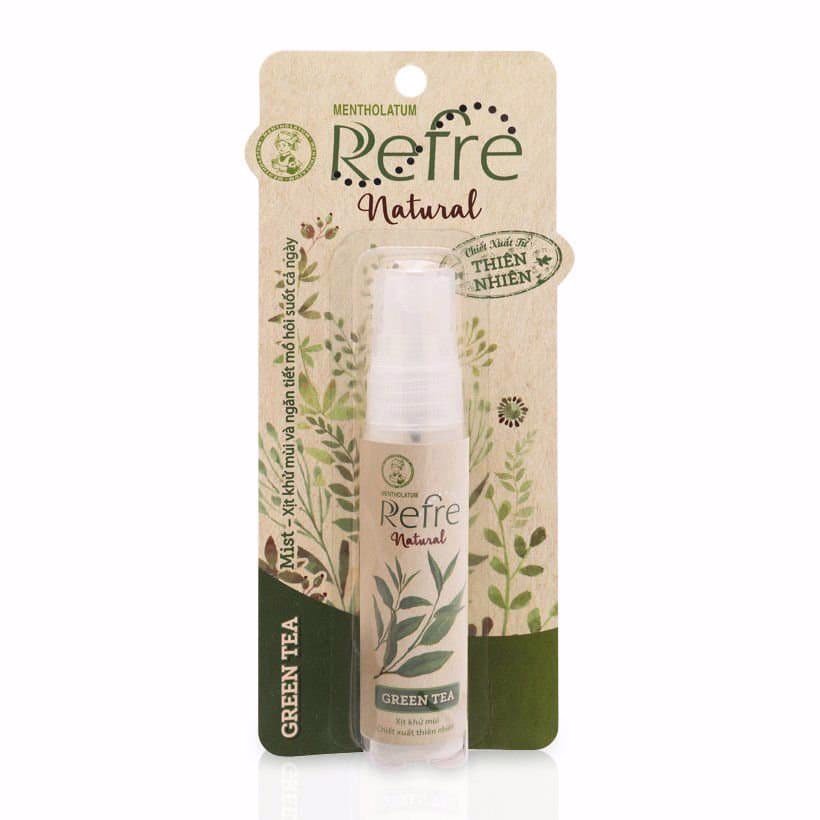 MENTHOLATUM
Refre
Natural
MENTHOLATUM
Chiết Xuất Từ
THIÊN
NHIÊN
Mist - Xịt khử mùi và ngăn tiết mồ hôi suốt cả ngày
GREEN TEA
MENTHOLATUM
Refre
Natural
GREEN TEA
Xịt khử mùi
Chiết xuất thiên nhiên